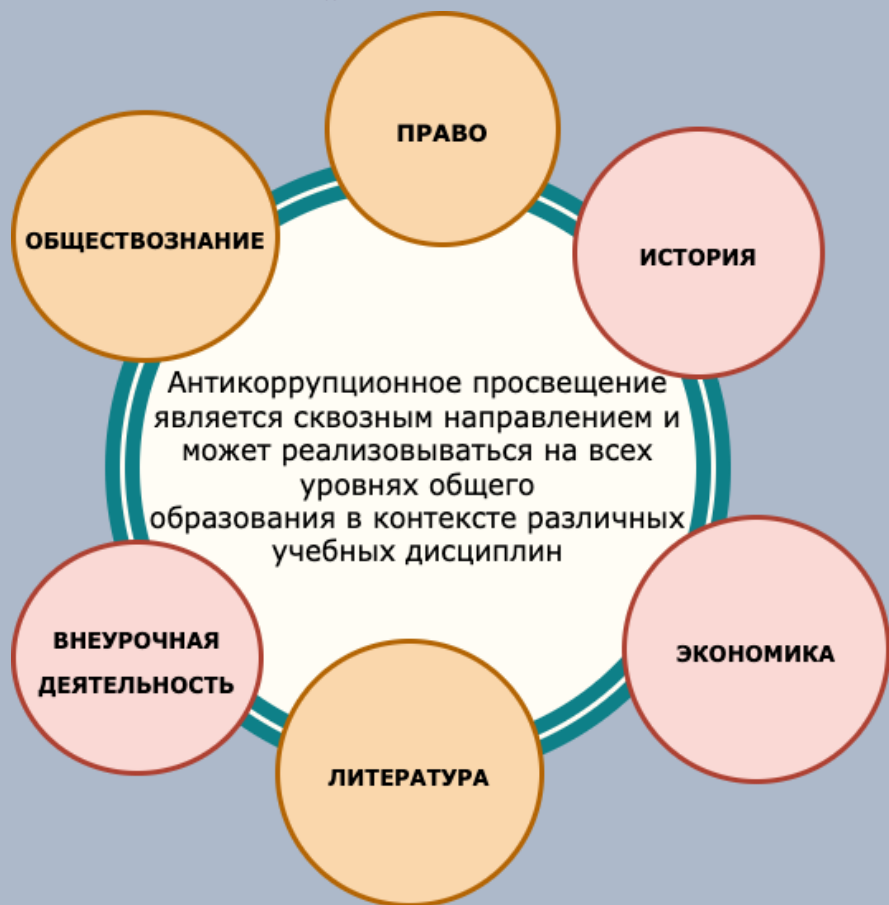 ПРАВО
ОБЩЕСТВОЗНАНИЕ
ИСТОРИЯ
Антикоррупционное просвещение
является сквозным направлением и
может реализовываться на всех
уровнях общего
образования в контексте различных
учебных дисциплин
ВНЕУРОЧНАЯ
ДЕЯТЕЛЬНОСТЬ
ЭКОНОМИКА
ЛИТЕРАТУРА